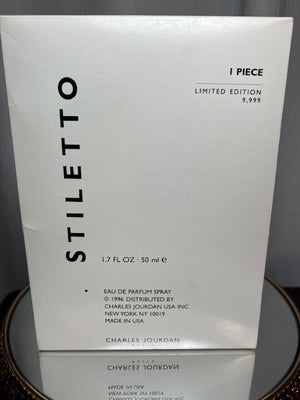 STILETTO
1 PIECE
LIMITED EDITION
9,999
1.7 FL OZ · 50 ml ℮
EAU DE PARFUM SPRAY
© 1996 DISTRIBUTED BY
CHARLES JOURDAN USA INC
NEW YORK NY 10019
MADE IN USA
CHARLES JOURDAN